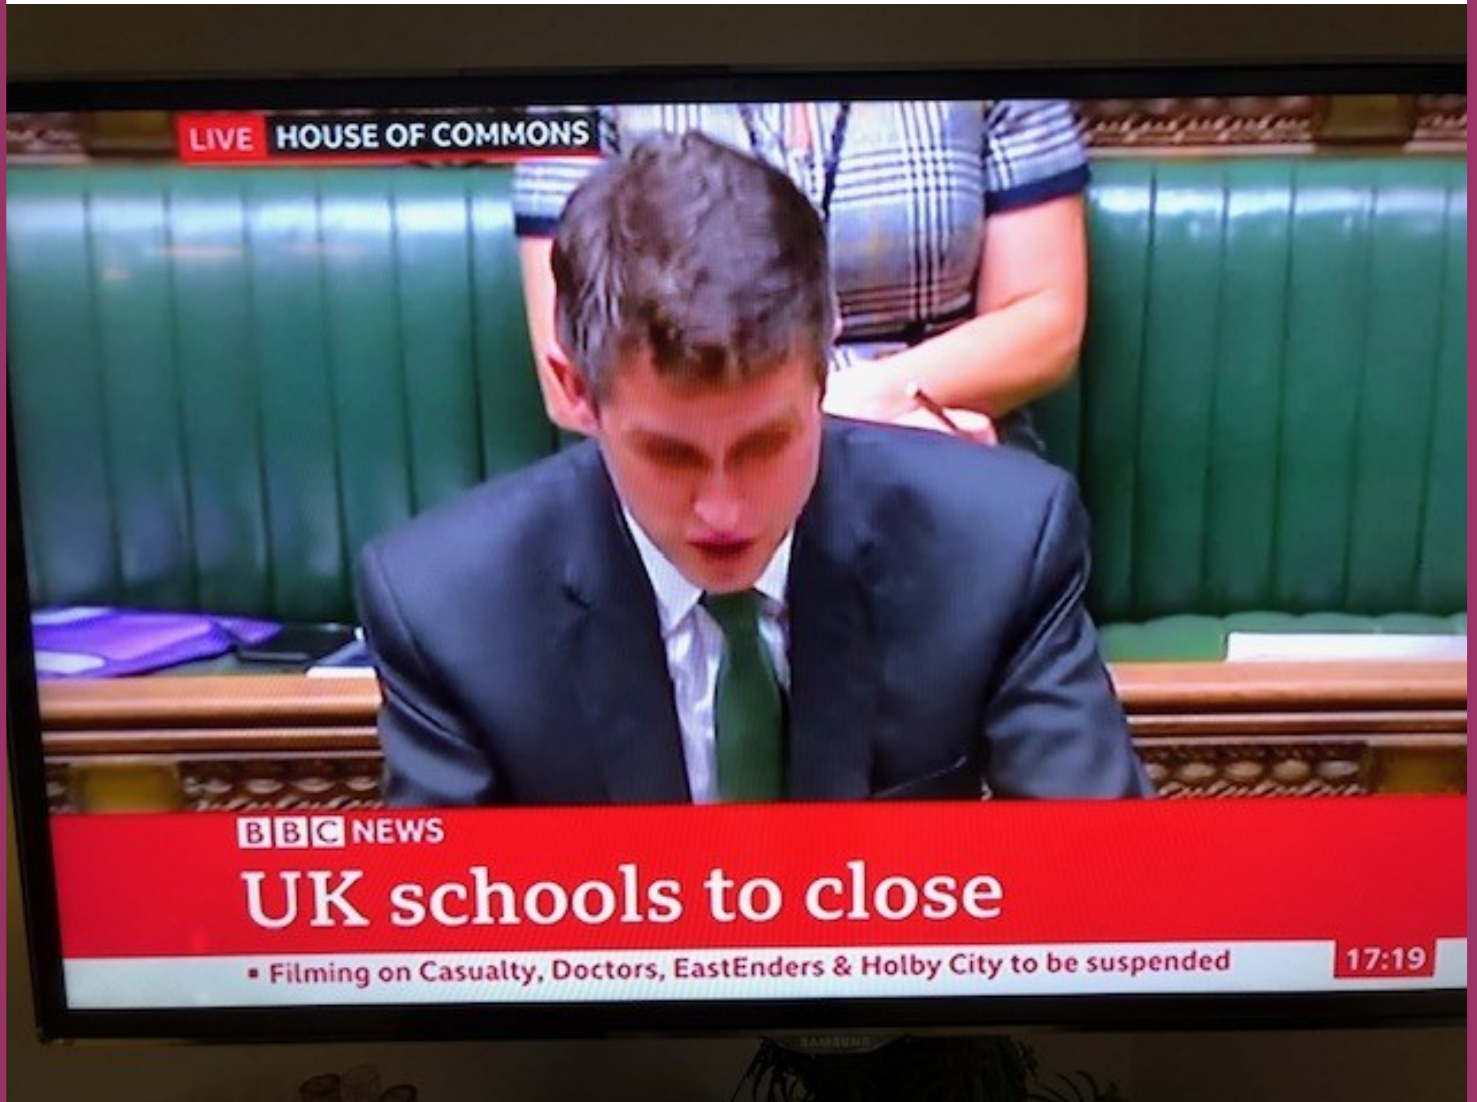 LIVE HOUSE OF COMMONS
BBC NEWS
UK schools to close
▪ Filming on Casualty, Doctors, EastEnders & Holby City to be suspended 17:19
SAMSUNG